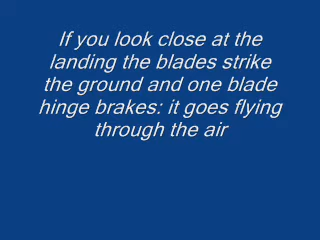 If you look close at the
landing the blades strike
the ground and one blade
hinge brakes: it goes flying
through the air